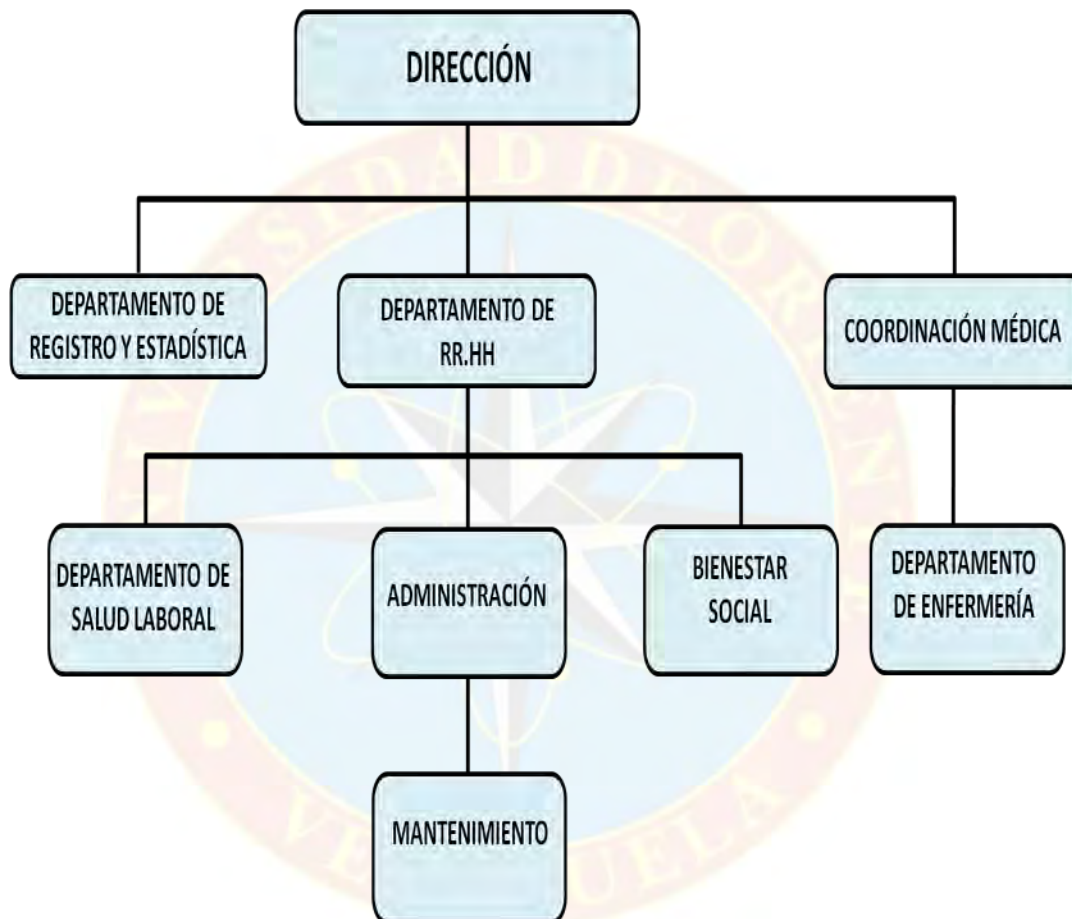 DIRECCIÓN
DEPARTAMENTO DE
REGISTRO Y ESTADÍSTICA
DEPARTAMENTO DE
RR.HH
COORDINACIÓN MÉDICA
DEPARTAMENTO DE
SALUD LABORAL
ADMINISTRACIÓN
BIENESTAR
SOCIAL
DEPARTAMENTO
DE ENFERMERÍA
MANTENIMIENTO